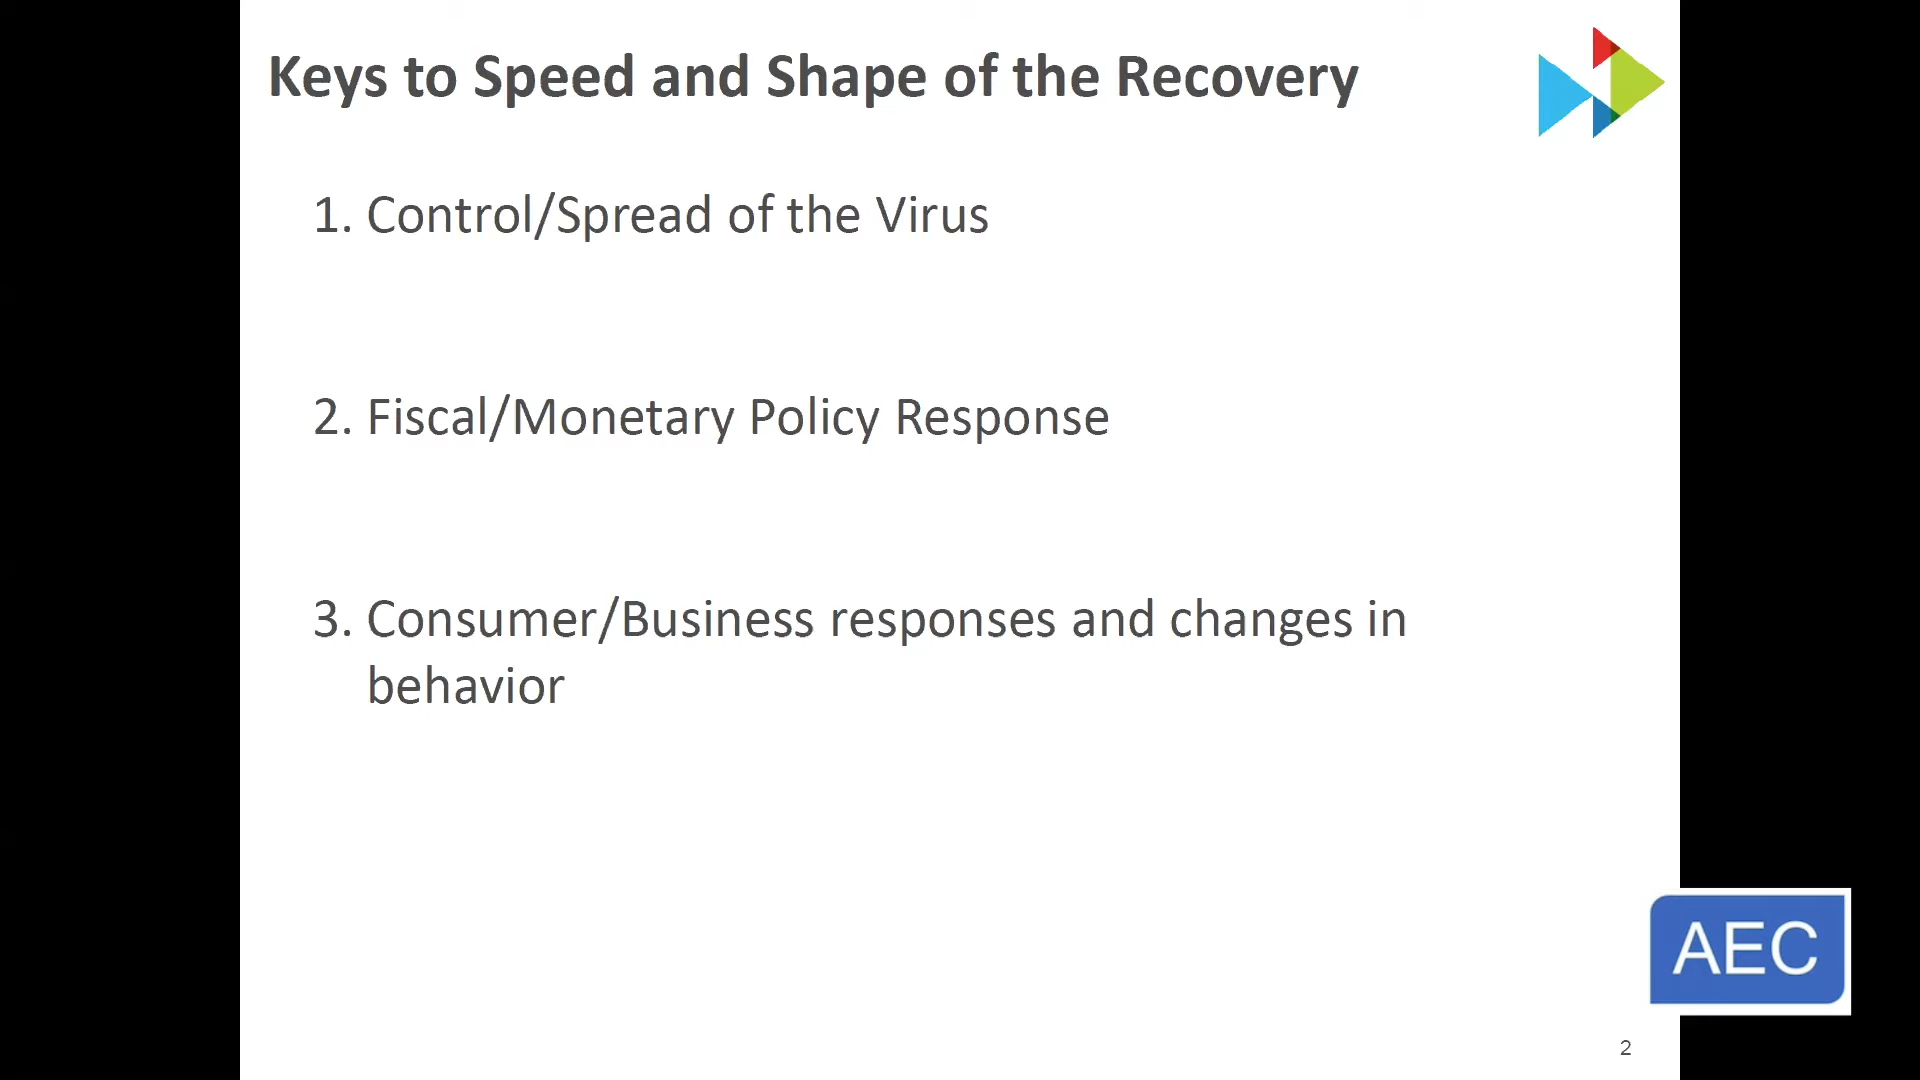 Keys to Speed and Shape of the Recovery
1. Control/Spread of the Virus
2. Fiscal/Monetary Policy Response
3. Consumer/Business responses and changes in
behavior
AEC
2